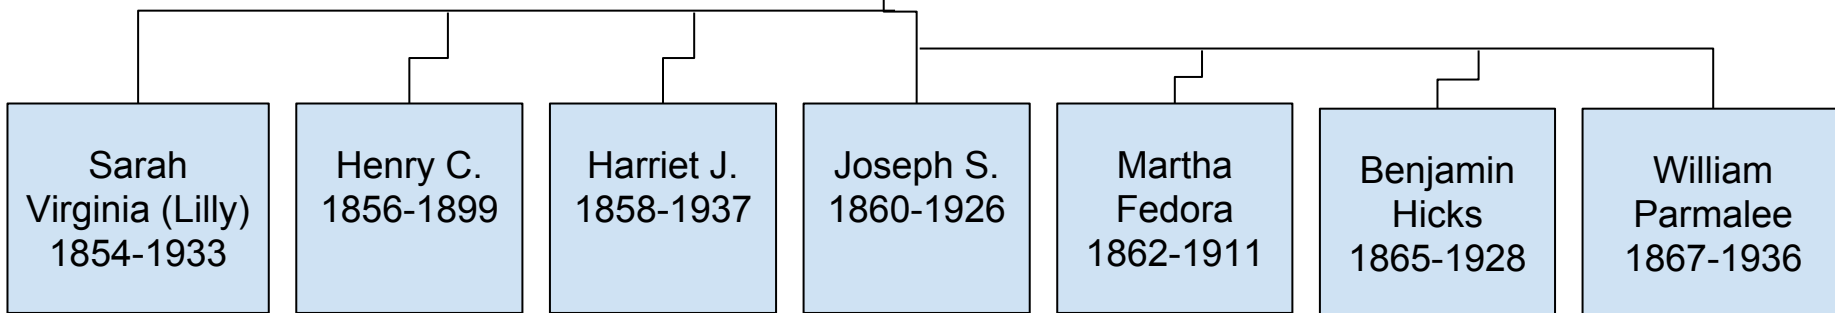 Sarah
Virginia (Lilly)
1854-1933
Henry C.
1856-1899
Harriet J.
1858-1937
Joseph S.
1860-1926
Martha
Fedora
1862-1911
Benjamin
Hicks
1865-1928
William
Parmalee
1867-1936